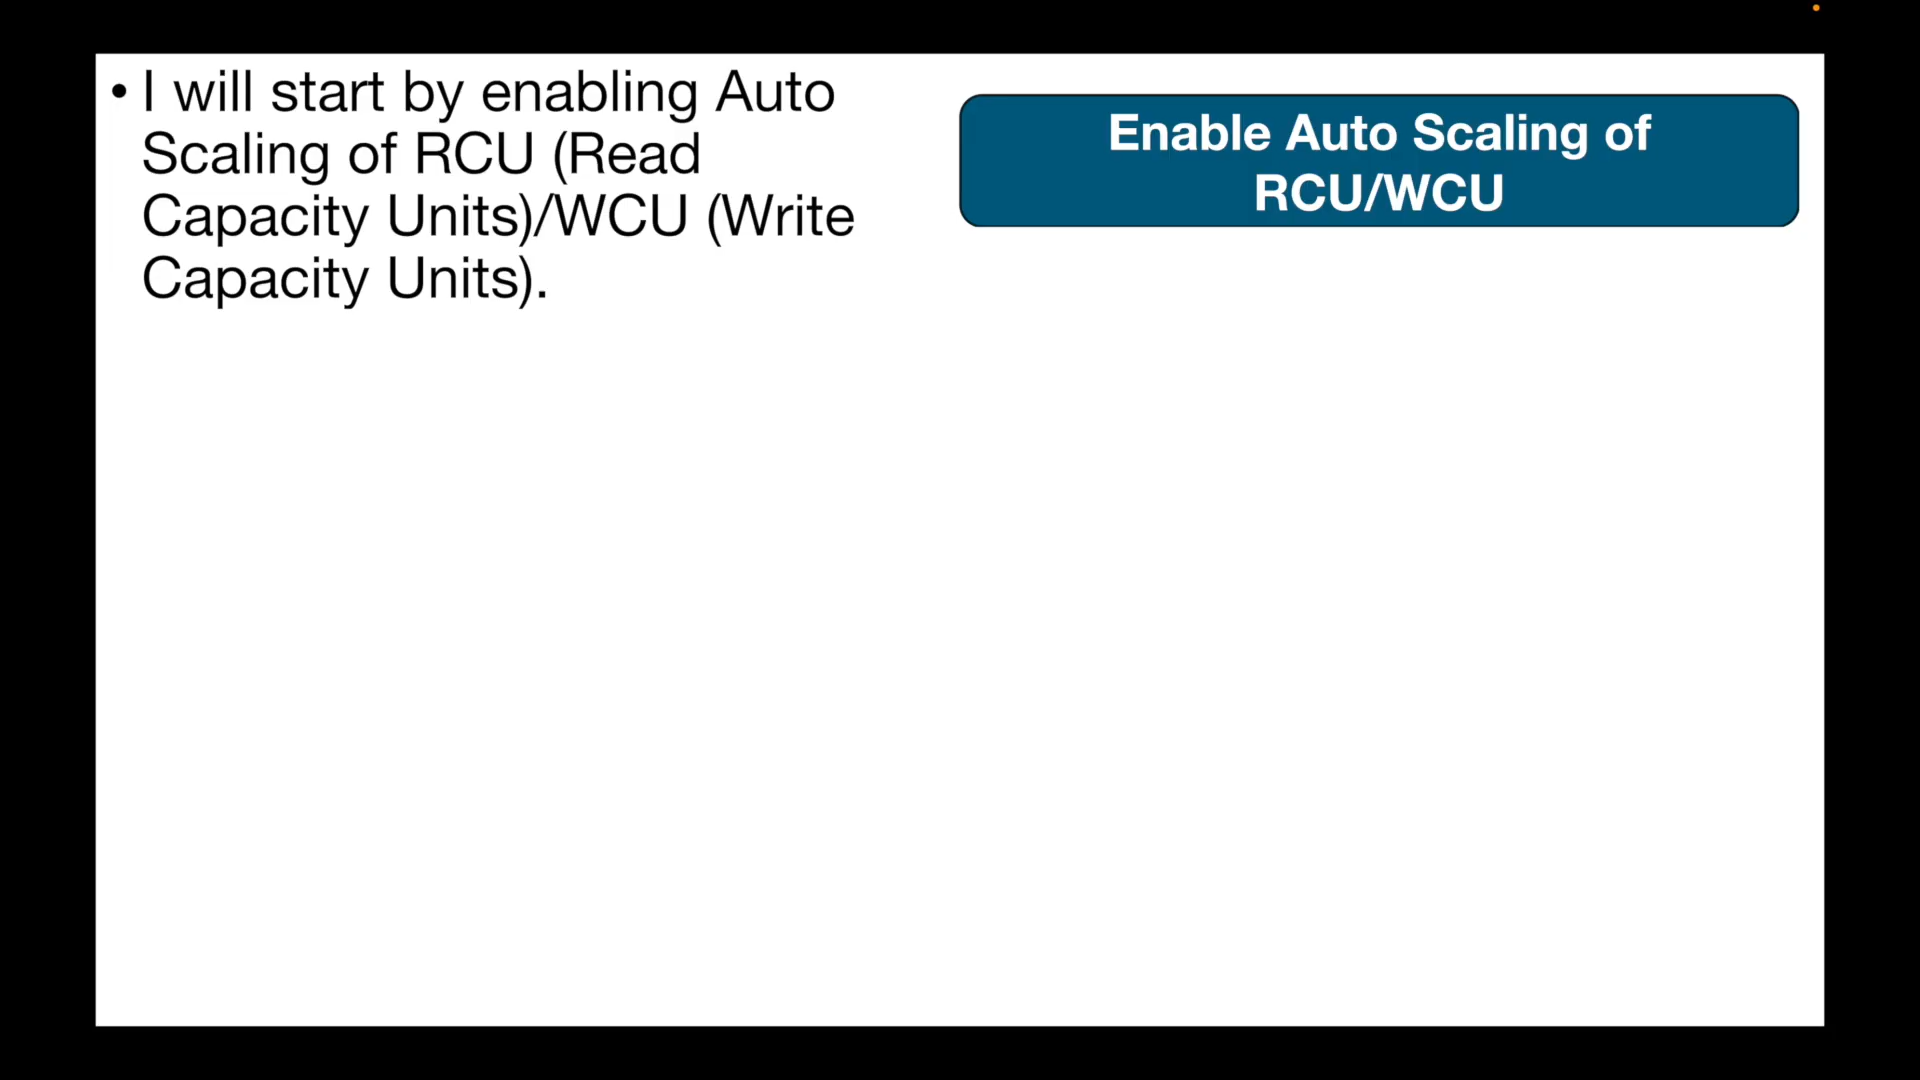 • I will start by enabling Auto
Scaling of RCU (Read
Capacity Units)/WCU (Write
Capacity Units).
Enable Auto Scaling of
RCU/WCU